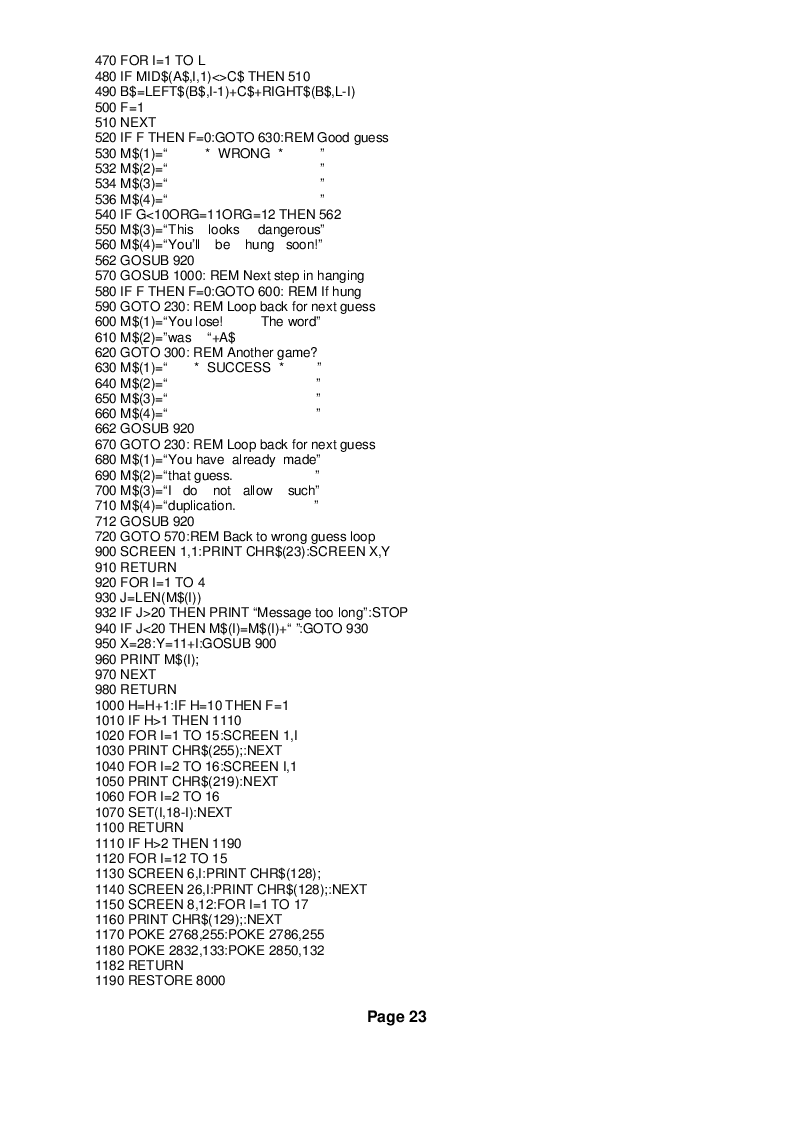 470 FOR I=1 TO L
480 IF MID$(A$,I,1)<>C$ THEN 510
490 B$=LEFT$(B$,I-1)+C$+RIGHT$(B$,L-I)
500 F=1
510 NEXT
520 IF F THEN F=0:GOTO 630:REM Good guess
530 M$(1)=“          *  WRONG  *          ”
532 M$(2)=“                                        ”
534 M$(3)=“                                        ”
536 M$(4)=“                                        ”
540 IF G<10ORG=11ORG=12 THEN 562
550 M$(3)=“This    looks     dangerous”
560 M$(4)=“You’ll    be   hung   soon!”
562 GOSUB 920
570 GOSUB 1000: REM Next step in hanging
580 IF F THEN F=0:GOTO 600: REM If hung
590 GOTO 230: REM Loop back for next guess
600 M$(1)=“You lose!          The word”
610 M$(2)=”was    “+A$
620 GOTO 300: REM Another game?
630 M$(1)=“       *  SUCCESS  *         ”
640 M$(2)=“                                       ”
650 M$(3)=“                                       ”
660 M$(4)=“                                       ”
662 GOSUB 920
670 GOTO 230: REM Loop back for next guess
680 M$(1)=“You have  already  made”
690 M$(2)=“that guess.                      ”
700 M$(3)=“I   do    not   allow    such”
710 M$(4)=“duplication.                     ”
712 GOSUB 920
720 GOTO 570:REM Back to wrong guess loop
900 SCREEN 1,1:PRINT CHR$(23):SCREEN X,Y
910 RETURN
920 FOR I=1 TO 4
930 J=LEN(M$(I))
932 IF J>20 THEN PRINT “Message too long”:STOP
940 IF J<20 THEN M$(I)=M$(I)+“ ”:GOTO 930
950 X=28:Y=11+I:GOSUB 900
960 PRINT M$(I);
970 NEXT
980 RETURN
1000 H=H+1:IF H=10 THEN F=1
1010 IF H>1 THEN 1110
1020 FOR I=1 TO 15:SCREEN 1,I
1030 PRINT CHR$(255);:NEXT
1040 FOR I=2 TO 16:SCREEN I,1
1050 PRINT CHR$(219):NEXT
1060 FOR I=2 TO 16
1070 SET(I,18-I):NEXT
1100 RETURN
1110 IF H>2 THEN 1190
1120 FOR I=12 TO 15
1130 SCREEN 6,I:PRINT CHR$(128);
1140 SCREEN 26,I:PRINT CHR$(128);:NEXT
1150 SCREEN 8,12:FOR I=1 TO 17
1160 PRINT CHR$(129);:NEXT
1170 POKE 2768,255:POKE 2786,255
1180 POKE 2832,133:POKE 2850,132
1182 RETURN
1190 RESTORE 8000
Page 23